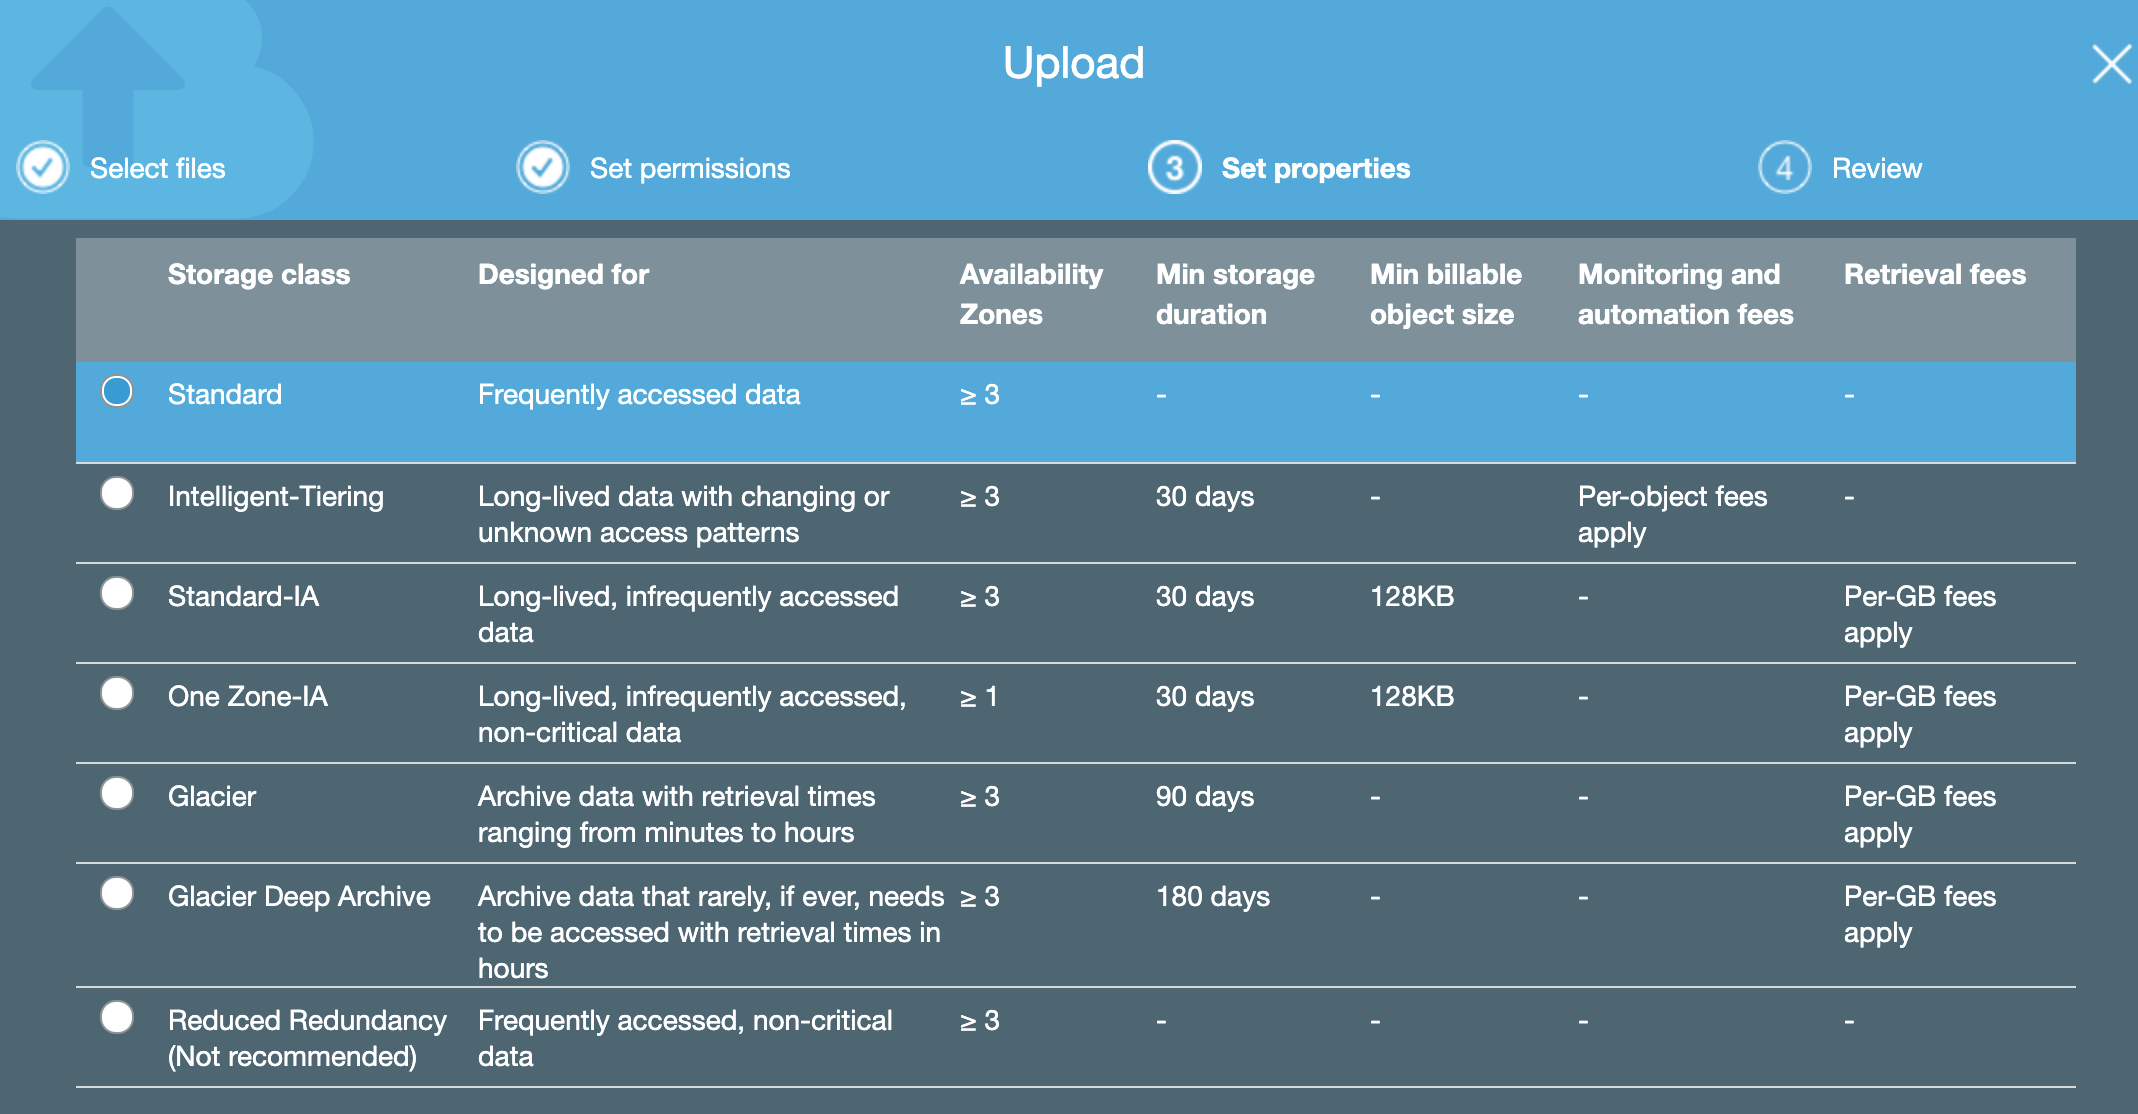 Upload
Select files
Set permissions
3 Set properties
4 Review
Storage class Designed for Availability Zones Min storage duration Min billable object size Monitoring and automation fees Retrieval fees
Standard Frequently accessed data ≥ 3 - - - -
Intelligent-Tiering Long-lived data with changing or unknown access patterns ≥ 3 30 days - Per-object fees apply -
Standard-IA Long-lived, infrequently accessed data ≥ 3 30 days 128KB - Per-GB fees apply
One Zone-IA Long-lived, infrequently accessed, non-critical data ≥ 1 30 days 128KB - Per-GB fees apply
Glacier Archive data with retrieval times ranging from minutes to hours ≥ 3 90 days - - Per-GB fees apply
Glacier Deep Archive Archive data that rarely, if ever, needs to be accessed with retrieval times in hours ≥ 3 180 days - - Per-GB fees apply
Reduced Redundancy (Not recommended) Frequently accessed, non-critical data ≥ 3 - - - -